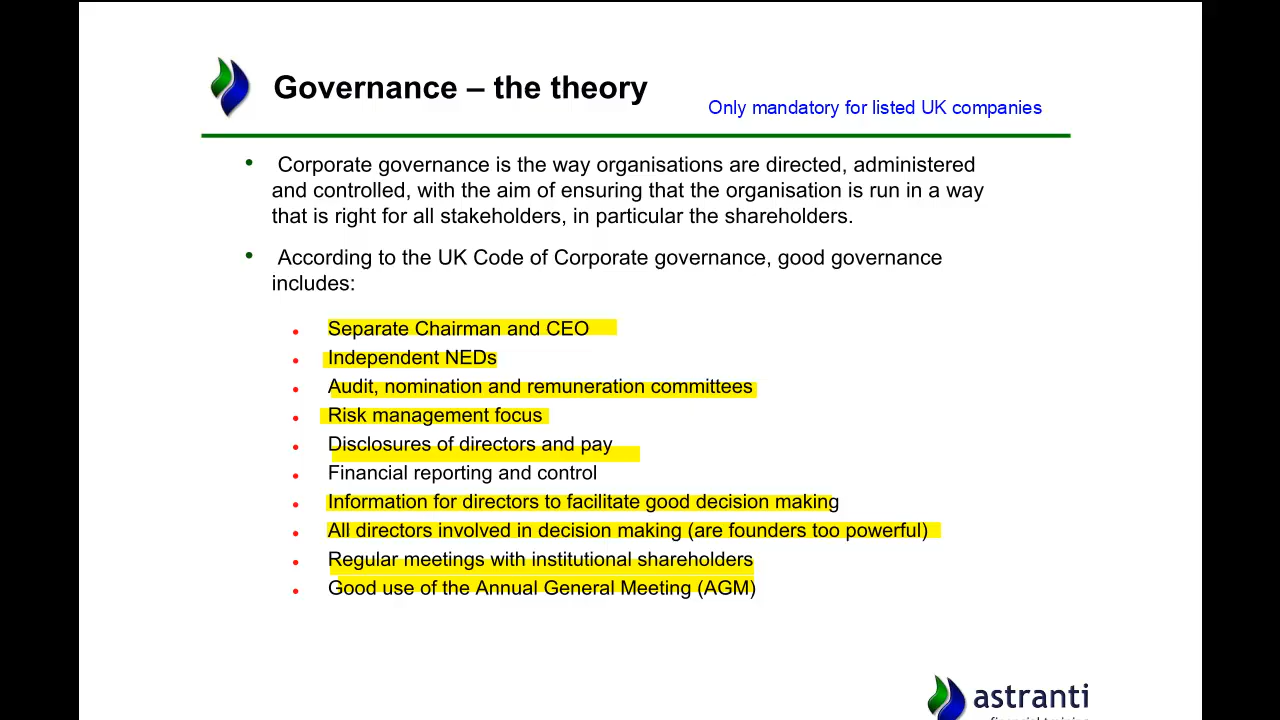 Governance – the theory
Only mandatory for listed UK companies
• Corporate governance is the way organisations are directed, administered
and controlled, with the aim of ensuring that the organisation is run in a way
that is right for all stakeholders, in particular the shareholders.
• According to the UK Code of Corporate governance, good governance
includes:
• Separate Chairman and CEO
• Independent NEDs
• Audit, nomination and remuneration committees
• Risk management focus
• Disclosures of directors and pay
• Financial reporting and control
• Information for directors to facilitate good decision making
• All directors involved in decision making (are founders too powerful)
• Regular meetings with institutional shareholders
• Good use of the Annual General Meeting (AGM)
astranti